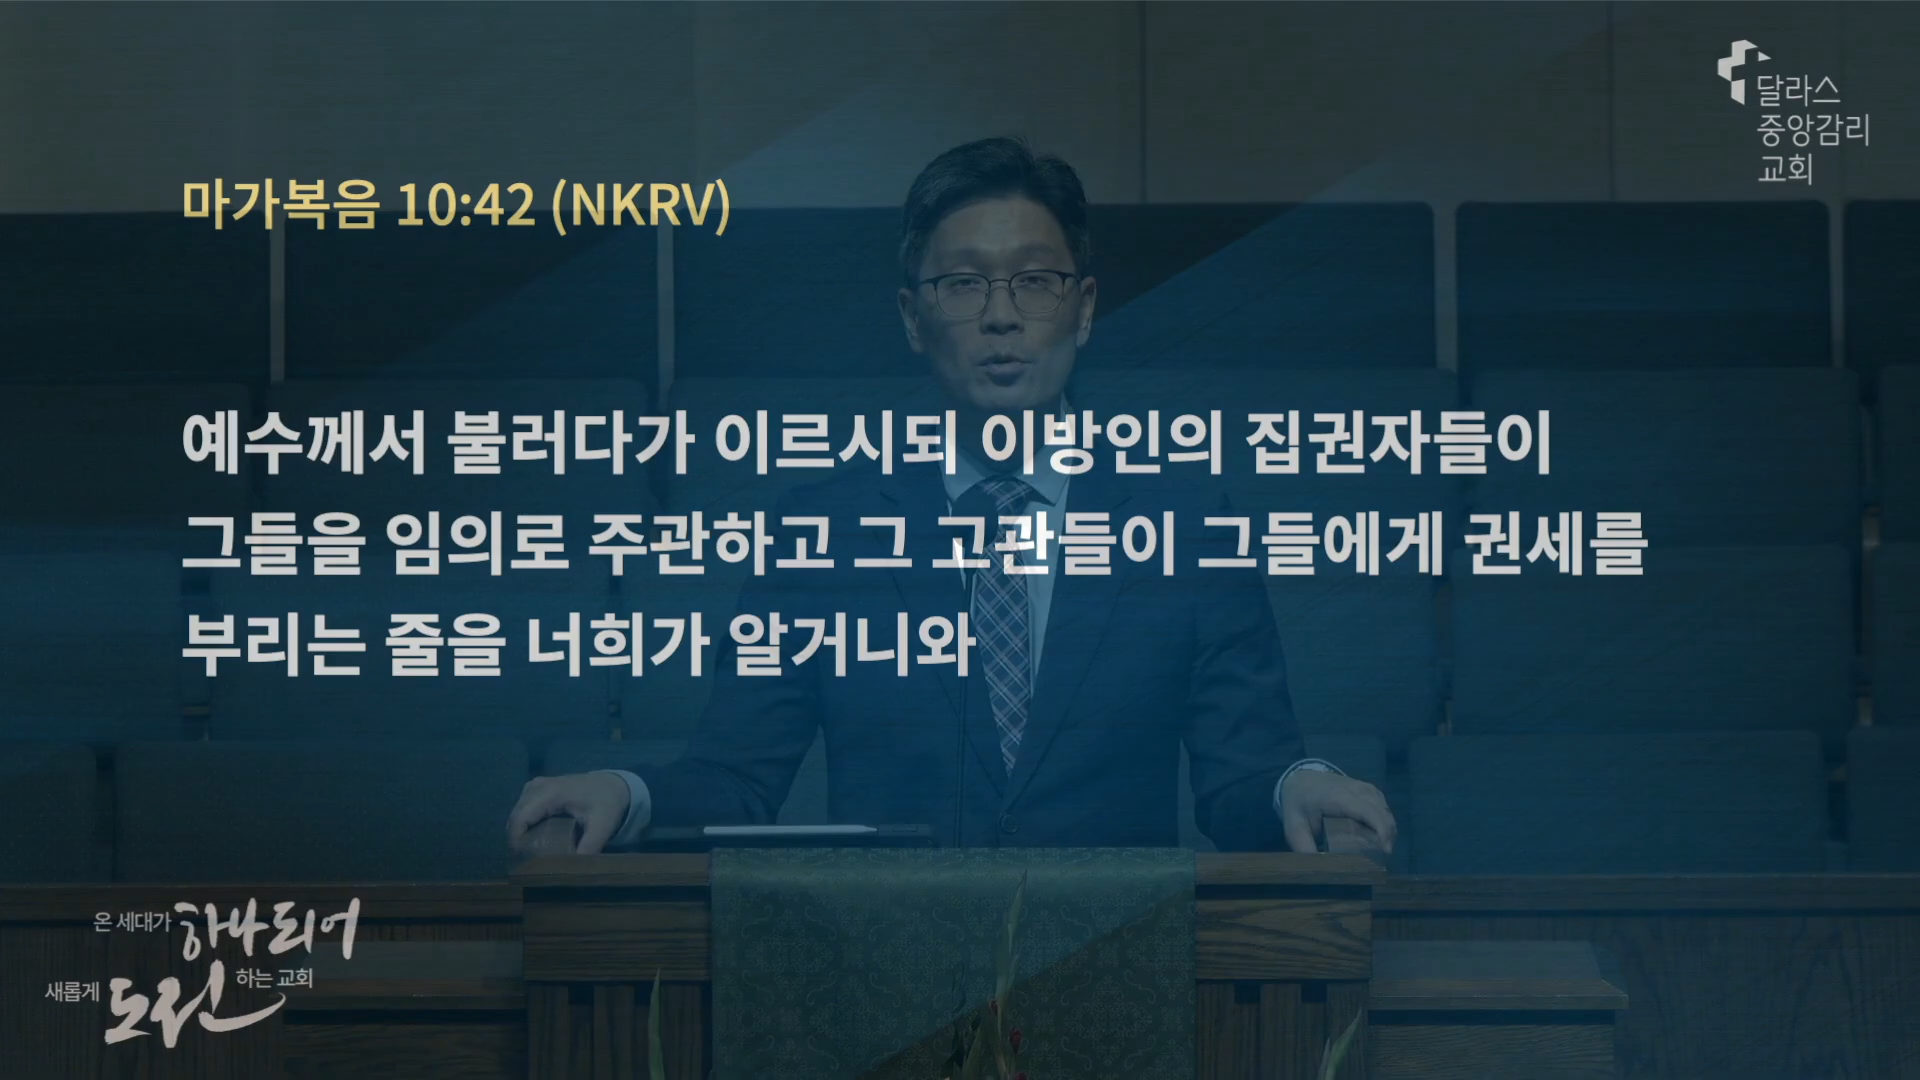 달라스
중앙감리
교회
마가복음 10:42 (NKRV)
예수께서 불러다가 이르시되 이방인의 집권자들이
그들을 임의로 주관하고 그 고관들이 그들에게 권세를
부리는 줄을 너희가 알거니와
온 세대가 하나되어
새롭게 도전 하는 교회